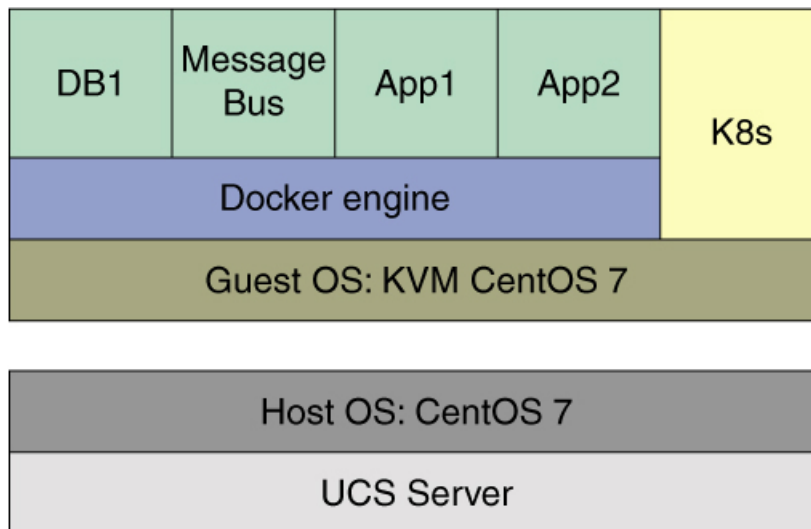 DB1
Message
Bus
App1
App2
K8s
Docker engine
Guest OS: KVM CentOS 7
Host OS: CentOS 7
UCS Server